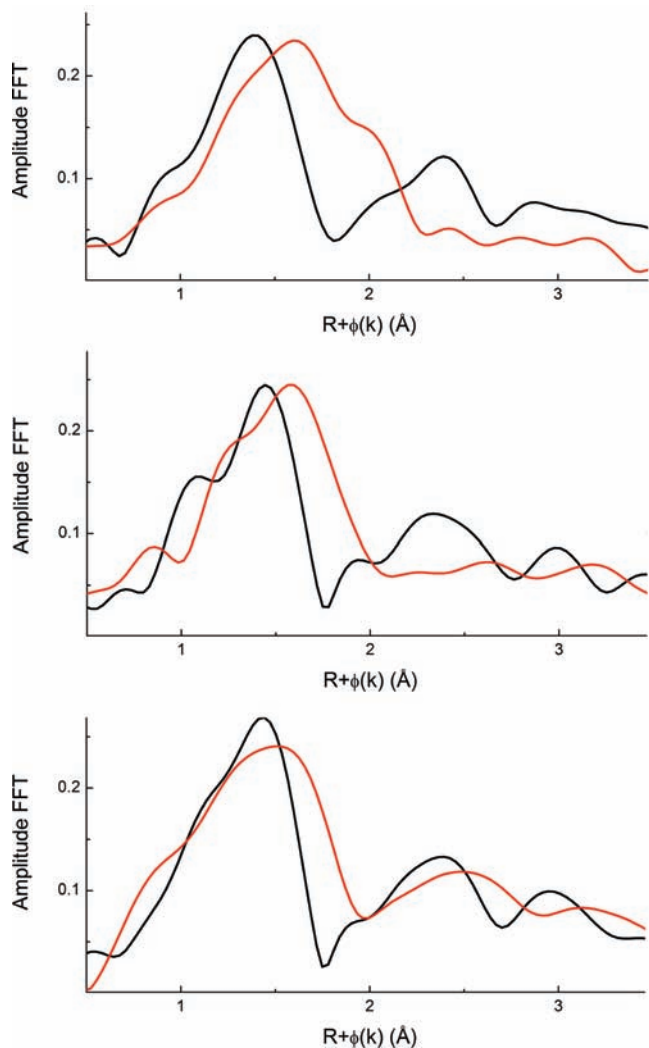 Amplitude FFT
0.2
0.1
1
2
3
R+ϕ(k) (Å)
Amplitude FFT
0.2
0.1
1
2
3
R+ϕ(k) (Å)
Amplitude FFT
0.2
0.1
1
2
3
R+ϕ(k) (Å)